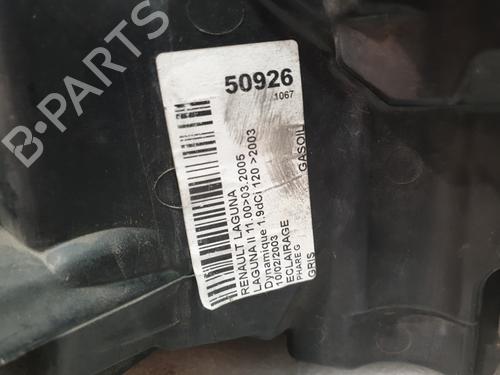 50926
1067
RENAULT LAGUNA
LAGUNA II 11.00>03.2005
Dynamique 1.9dCi 120 >2003
10/02/2003
GASOIL
ECLAIRAGE
PHARE G
GRIS
B-PARTS